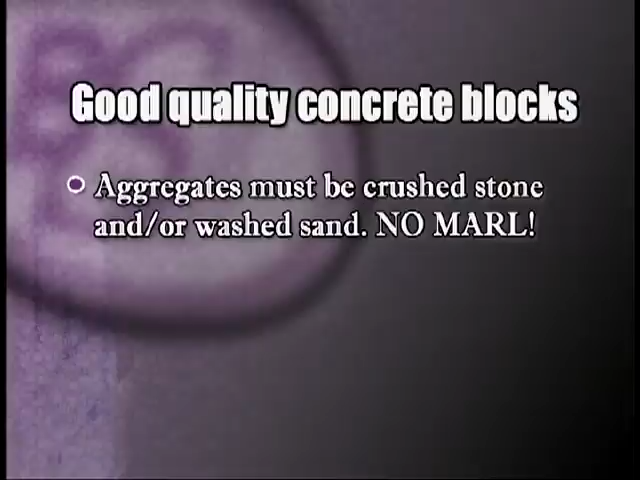 Good quality concrete blocks
Aggregates must be crushed stone
and/or washed sand. NO MARL!